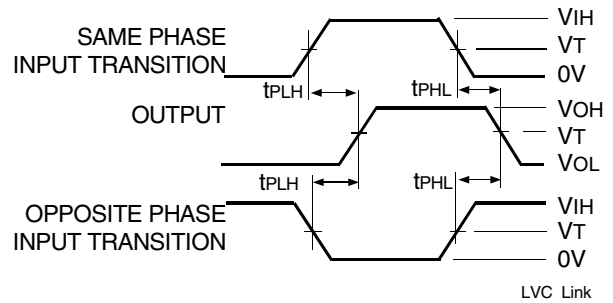 SAME PHASE
INPUT TRANSITION
VIH
VT
0V
tPLH
tPHL
OUTPUT
VOH
VT
VOL
tPLH
tPHL
OPPOSITE PHASE
INPUT TRANSITION
VIH
VT
0V
LVC Link